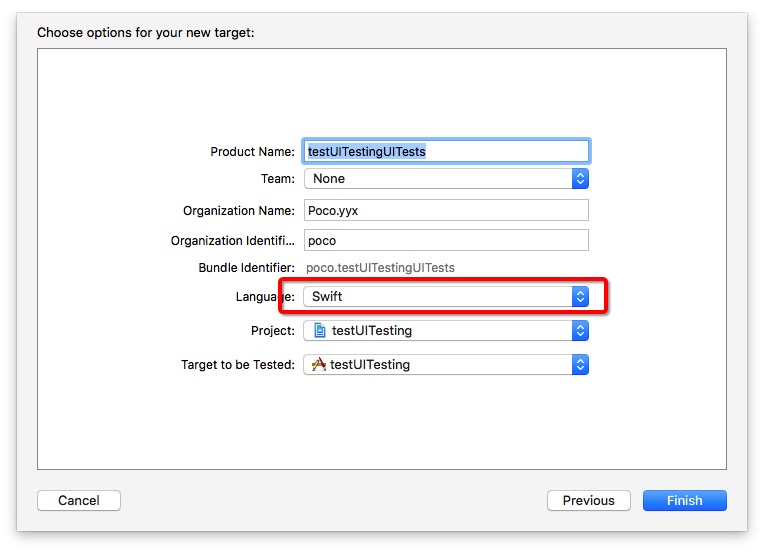 Choose options for your new target:
Product Name: testUITestingUITests
Team: None
Organization Name: Poco.yyx
Organization Identifi... poco
Bundle Identifier: poco.testUITestingUITests
Language: Swift
Project: testUITesting
Target to be Tested: testUITesting
Cancel Previous Finish